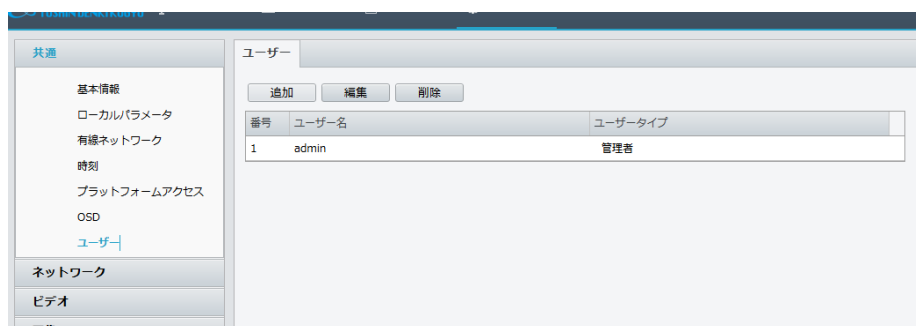 YUSHIN DENKI KOGYO
共通
基本情報
ローカルパラメータ
有線ネットワーク
時刻
プラットフォームアクセス
OSD
ユーザー
ネットワーク
ビデオ
ユーザー
追加 編集 削除
番号 ユーザー名 ユーザータイプ
1 admin 管理者